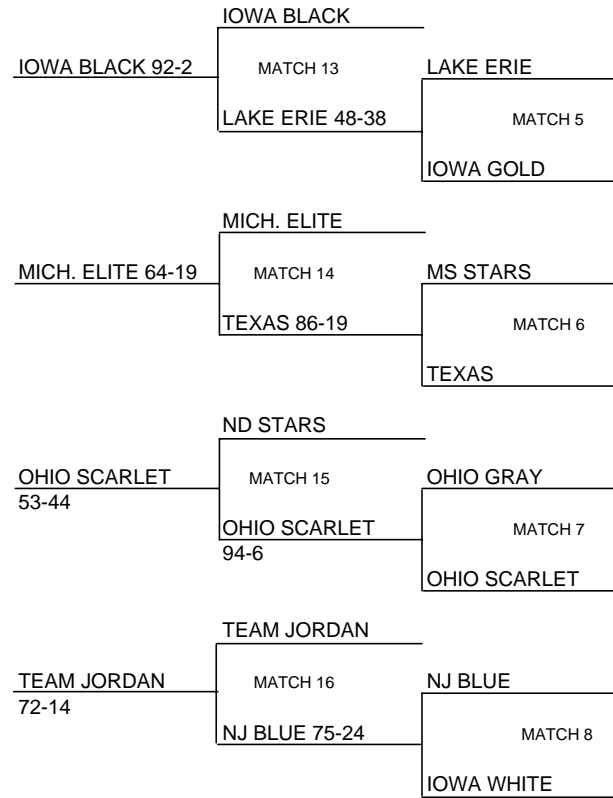 IOWA BLACK
IOWA BLACK 92-2
MATCH 13
LAKE ERIE
LAKE ERIE 48-38
MATCH 5
IOWA GOLD
MICH. ELITE
MICH. ELITE 64-19
MATCH 14
MS STARS
TEXAS 86-19
MATCH 6
TEXAS
ND STARS
OHIO SCARLET
53-44
MATCH 15
OHIO GRAY
OHIO SCARLET
94-6
MATCH 7
OHIO SCARLET
TEAM JORDAN
TEAM JORDAN
72-14
MATCH 16
NJ BLUE
NJ BLUE 75-24
MATCH 8
IOWA WHITE